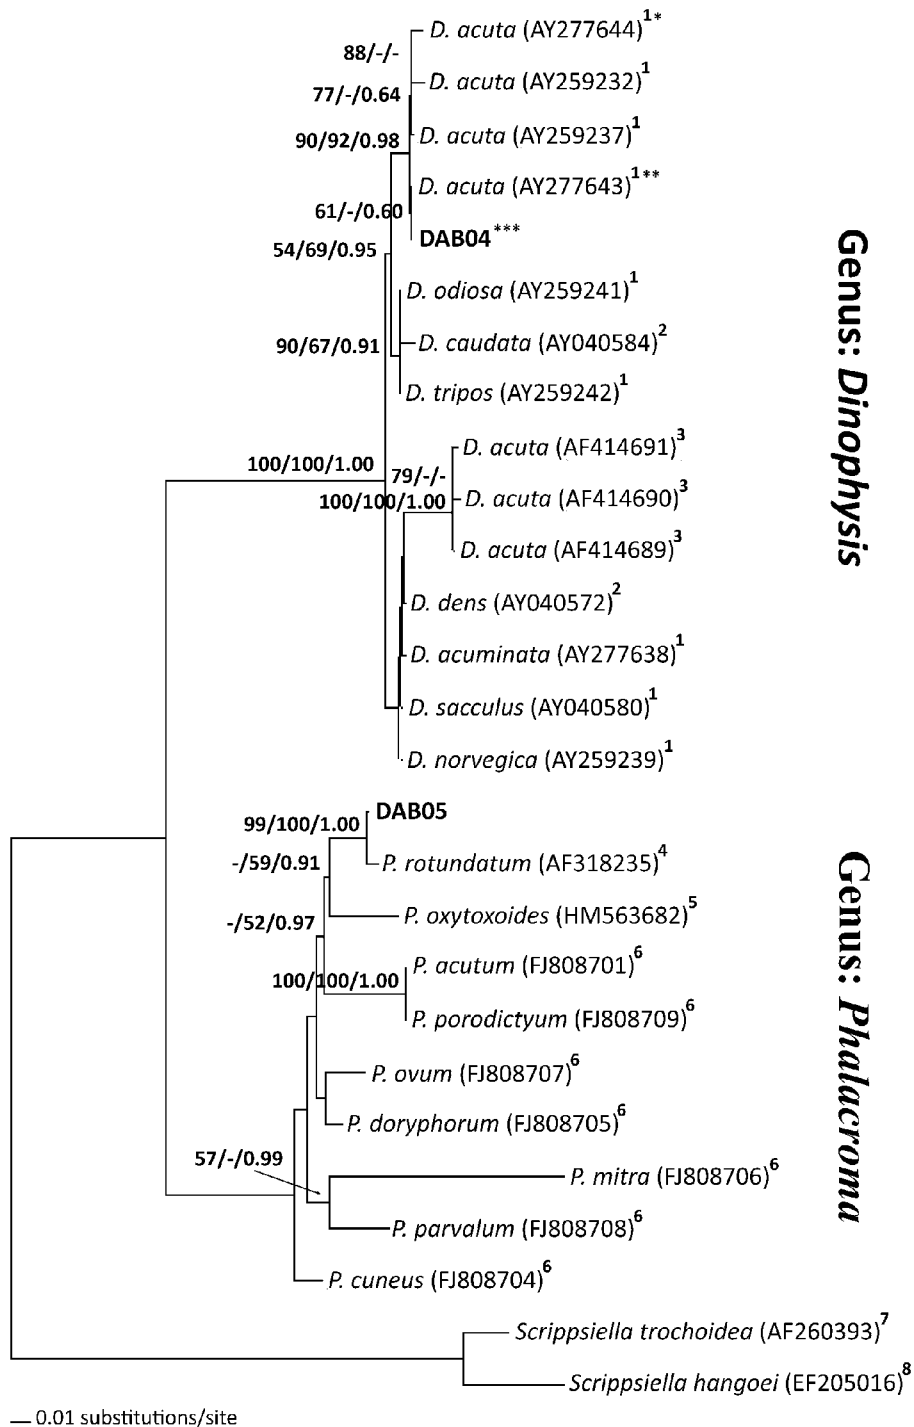 D. acuta (AY277644)1*
88/-/-
D. acuta (AY259232)1
77/-/0.64
D. acuta (AY259237)1
90/92/0.98
D. acuta (AY277643)1**
61/-/0.60
DAB04***
54/69/0.95
D. odiosa (AY259241)1
D. caudata (AY040584)2
90/67/0.91
D. tripos (AY259242)1
D. acuta (AF414691)3
100/100/1.00
79/-/-
D. acuta (AF414690)3
100/100/1.00
D. acuta (AF414689)3
D. dens (AY040572)2
D. acuminata (AY277638)1
D. sacculus (AY040580)1
D. norvegica (AY259239)1
Genus: Dinophysis
DAB05
99/100/1.00
P. rotundatum (AF318235)4
-/59/0.91
P. oxytoxoides (HM563682)5
-/52/0.97
P. acutum (FJ808701)6
100/100/1.00
P. porodictyum (FJ808709)6
P. ovum (FJ808707)6
P. doryphorum (FJ808705)6
57/-/0.99
P. mitra (FJ808706)6
P. parvalum (FJ808708)6
P. cuneus (FJ808704)6
Genus: Phalacroma
Scrippsiella trochoidea (AF260393)7
Scrippsiella hangoei (EF205016)8
0.01 substitutions/site